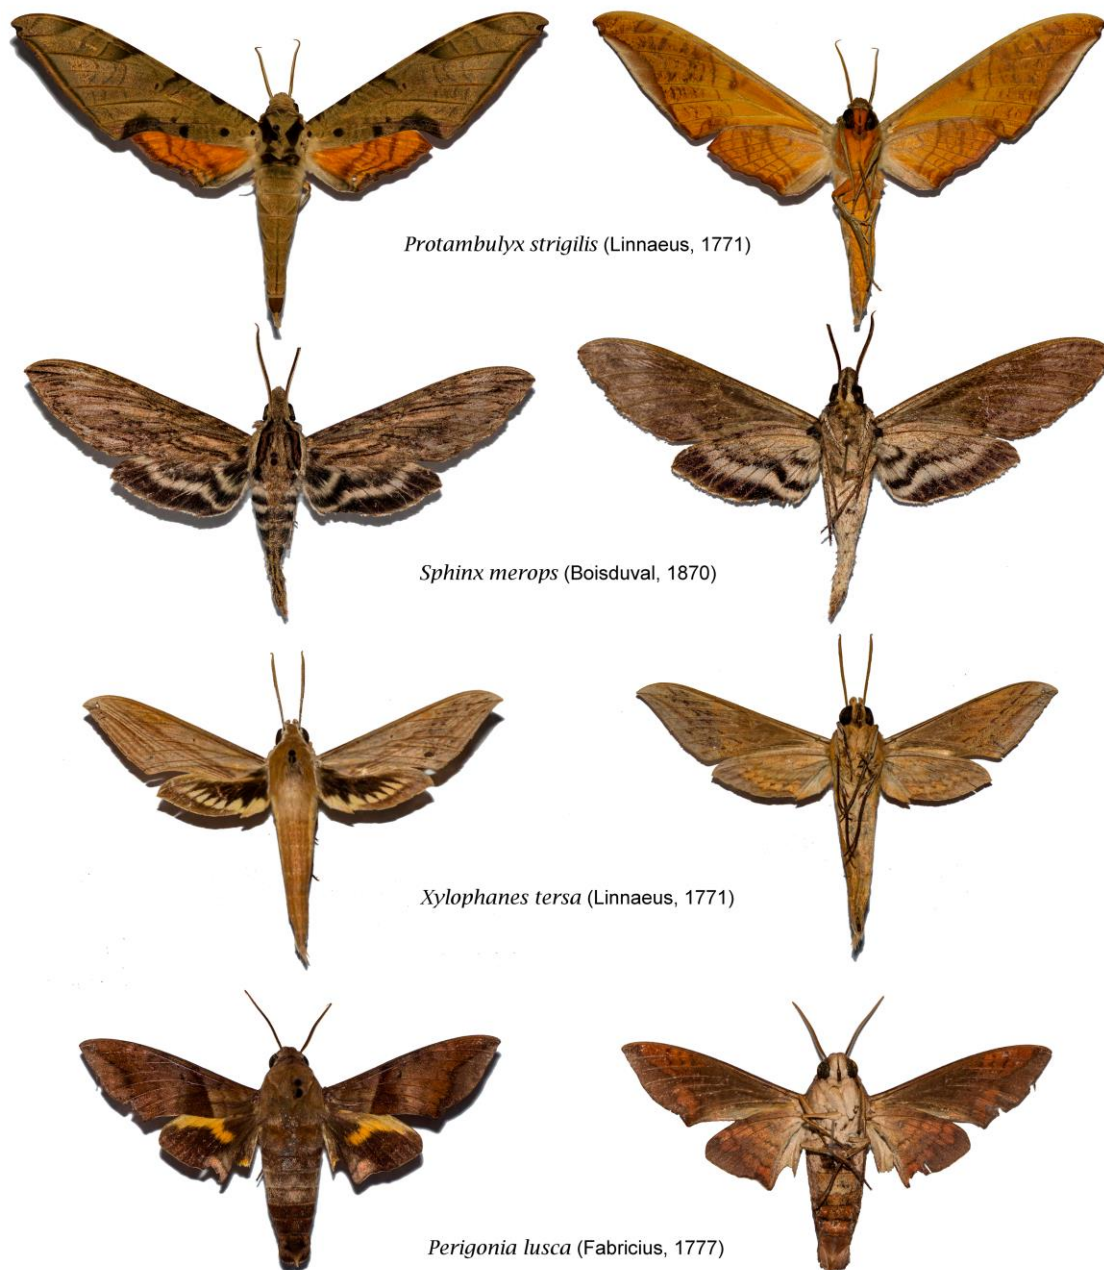 Protambulyx strigilis (Linnaeus, 1771)
Sphinx merops (Boisduval, 1870)
Xylophanes tersa (Linnaeus, 1771)
Perigonia lusca (Fabricius, 1777)